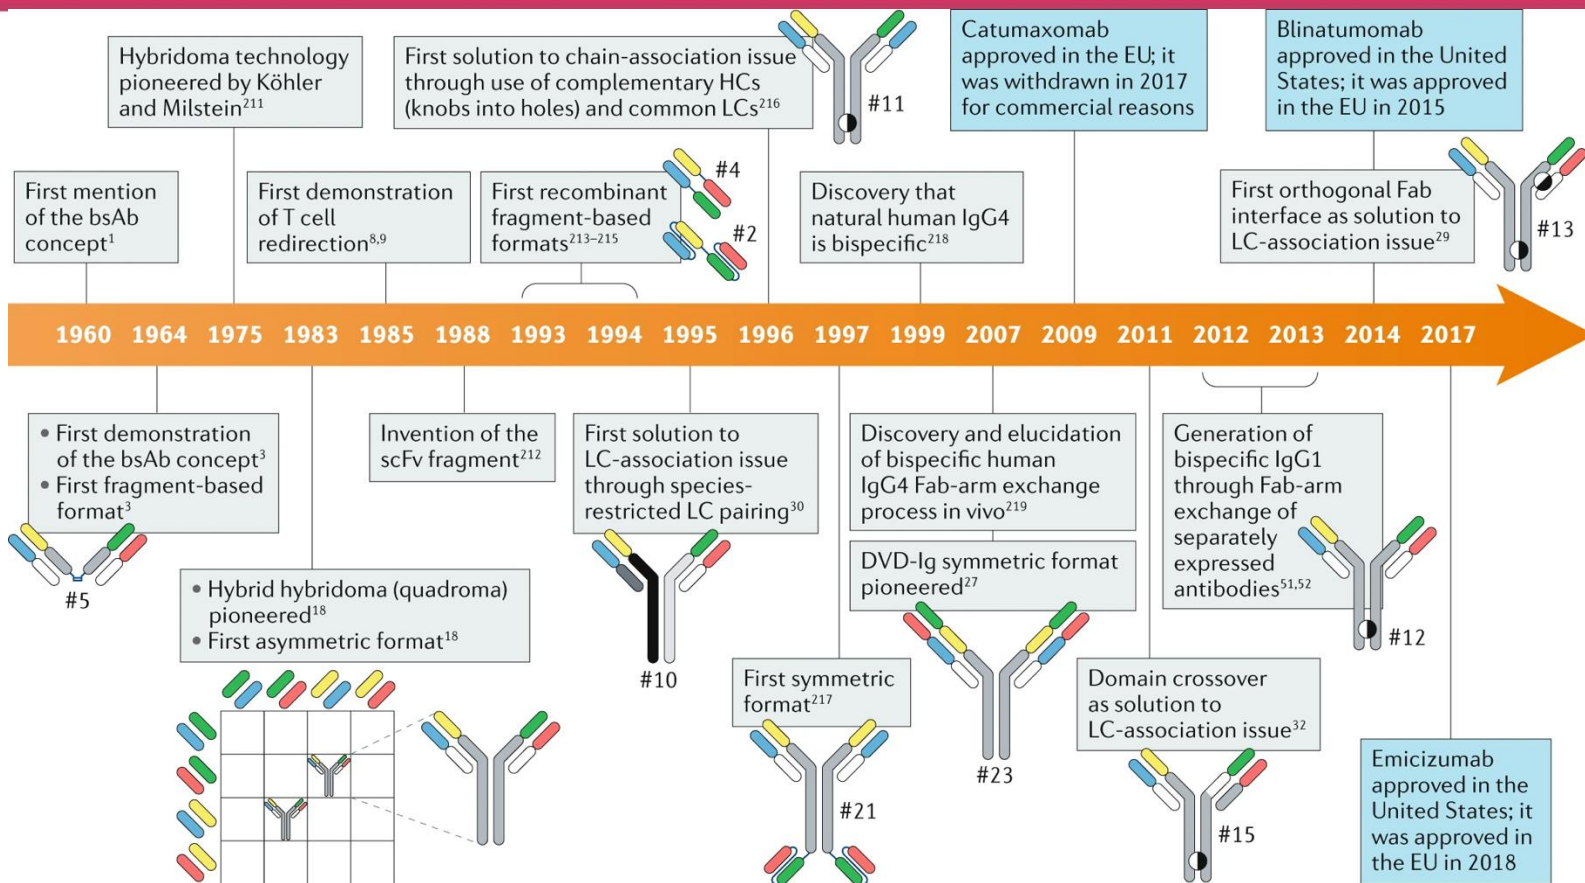 Hybridoma technology
pioneered by Köhler
and Milstein211
First solution to chain-association issue
through use of complementary HCs
(knobs into holes) and common LCs216
#11
Catumaxomab
approved in the EU; it
was withdrawn in 2017
for commercial reasons
Blinatumomab
approved in the United
States; it was approved
in the EU in 2015
First mention
of the bsAb
concept1
First demonstration
of T cell
redirection8,9
First recombinant
fragment-based
formats213–215
#4
#2
Discovery that
natural human IgG4
is bispecific218
First orthogonal Fab
interface as solution to
LC-association issue29
#13
1960 1964 1975 1983 1985 1988 1993 1994 1995 1996 1997 1999 2007 2009 2011 2012 2013 2014 2017
• First demonstration
of the bsAb concept3
• First fragment-based
format3
#5
• Hybrid hybridoma (quadroma)
pioneered18
• First asymmetric format18
Invention of the
scFv fragment212
First solution to
LC-association issue
through species-
restricted LC pairing30
#10
First symmetric
format217
#21
Discovery and elucidation
of bispecific human
IgG4 Fab-arm exchange
process in vivo219
DVD-Ig symmetric format
pioneered27
#23
Domain crossover
as solution to
LC-association issue32
#15
Generation of
bispecific IgG1
through Fab-arm
exchange of
separately
expressed
antibodies51,52
#12
Emicizumab
approved in the
United States; it
was approved in
the EU in 2018